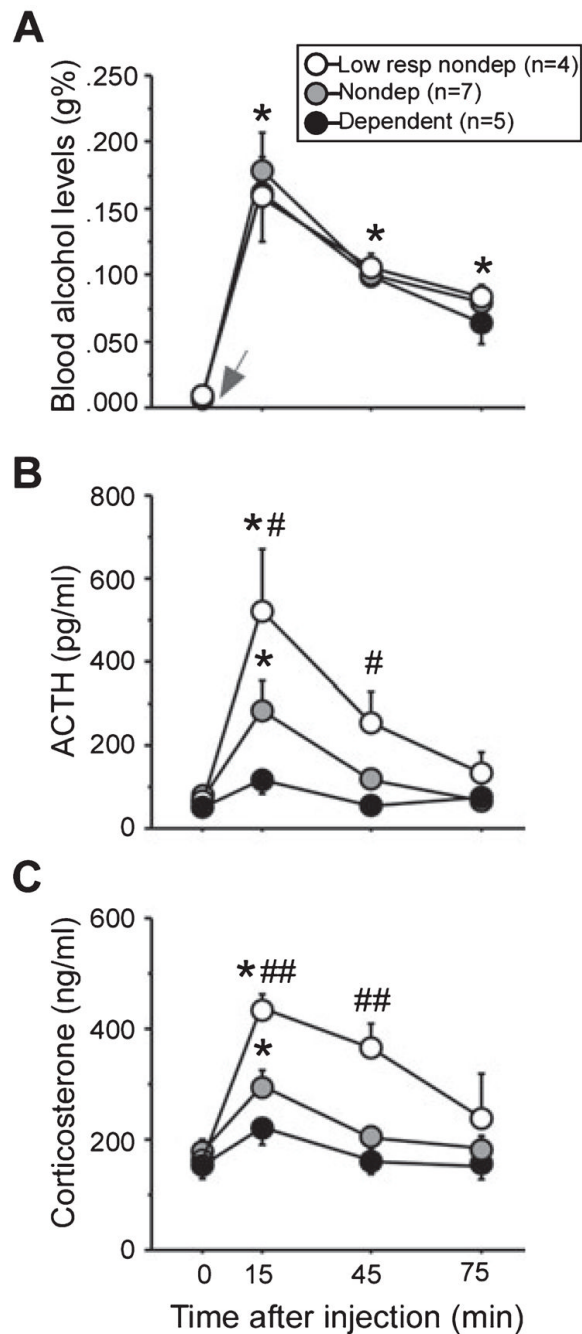 A
Low resp nondep (n=4)
Nondep (n=7)
Dependent (n=5)
Blood alcohol levels (g%)
.250
.200
.150
.100
.050
.000
*
*
*
B
ACTH (pg/ml)
800
600
400
200
0
*#
*
#
C
Corticosterone (ng/ml)
600
400
200
0
*##
*
##
0 15 45 75
Time after injection (min)